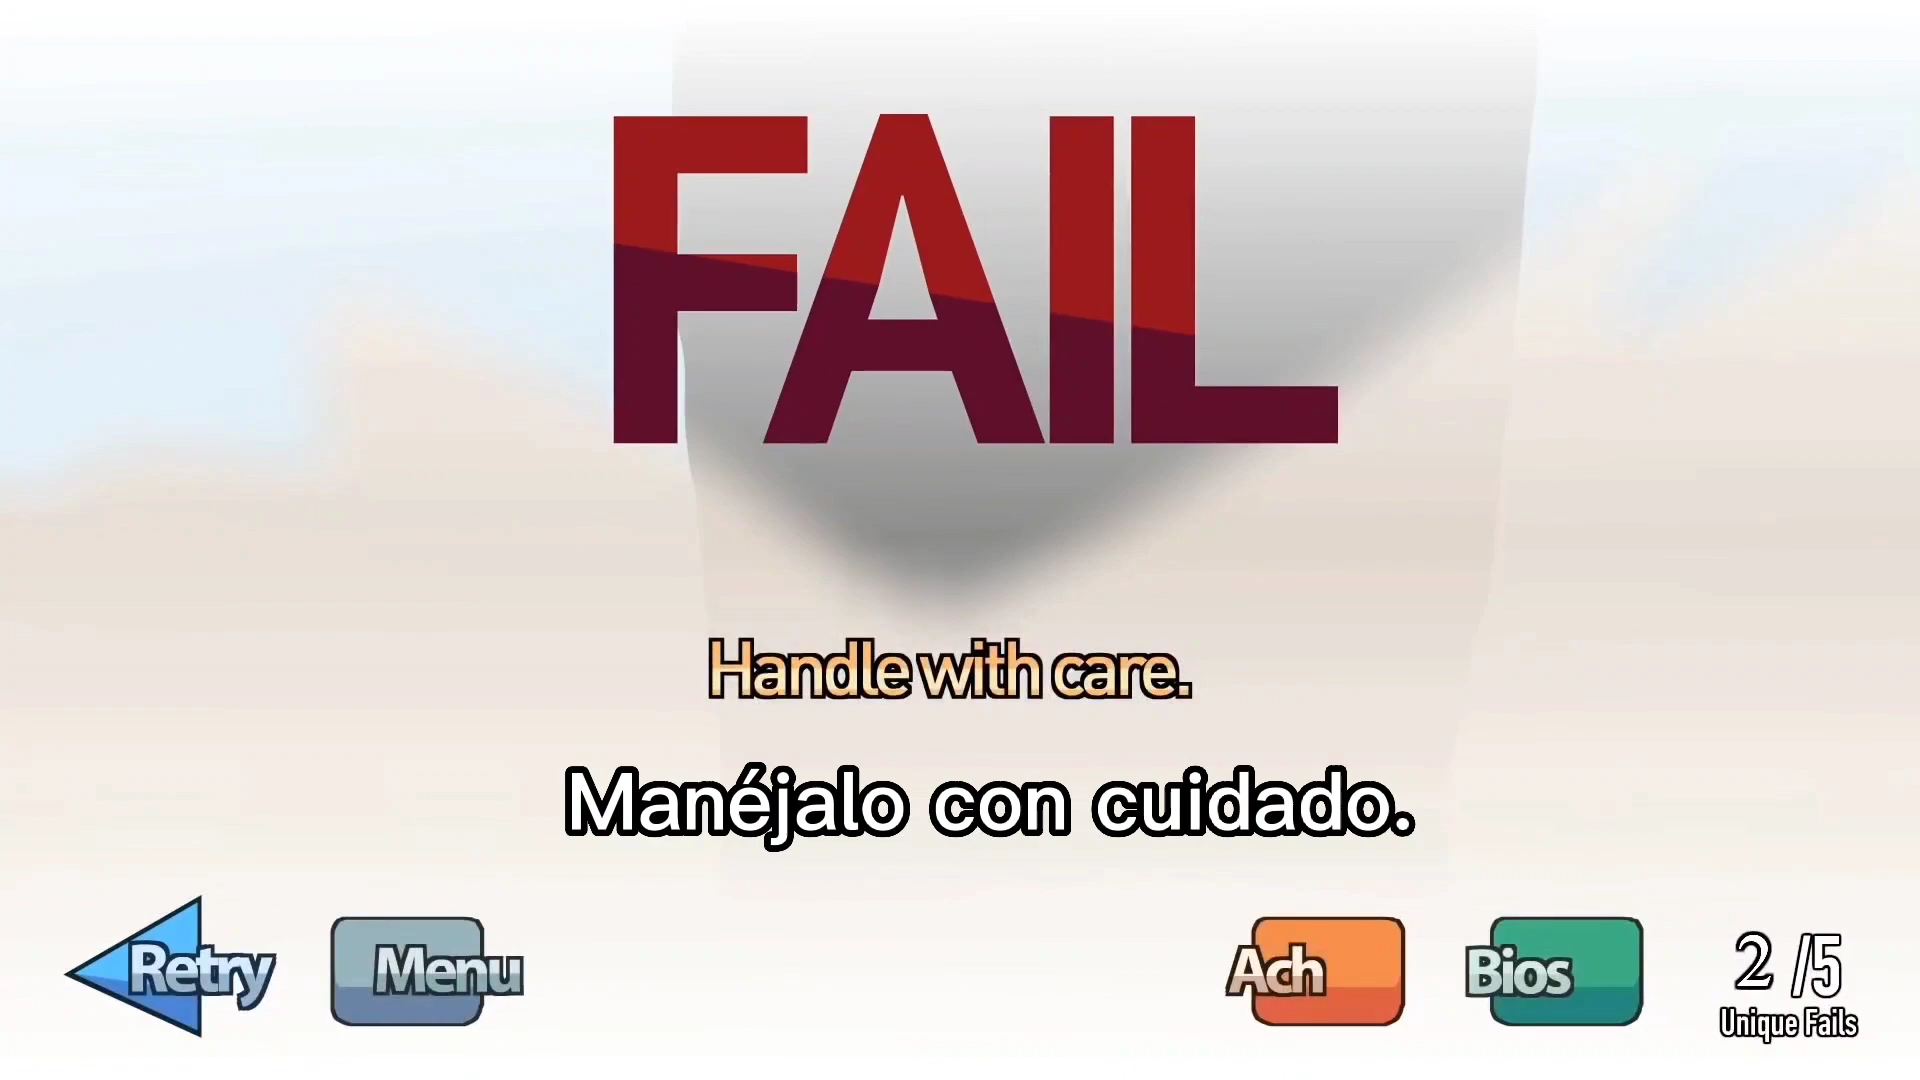 FAIL
Handle with care.
Manéjalo con cuidado.
Retry
Menu
Ach
Bios
2/5
Unique Fails